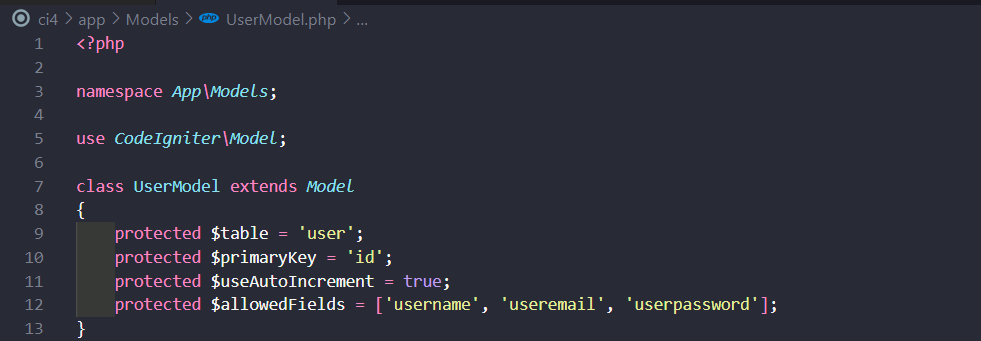 ci4 > app > Models > php UserModel.php > ...
1 <?php
2
3 namespace App\Models;
4
5 use CodeIgniter\Model;
6
7 class UserModel extends Model
8 {
9     protected $table = 'user';
10     protected $primaryKey = 'id';
11     protected $useAutoIncrement = true;
12     protected $allowedFields = ['username', 'useremail', 'userpassword'];
13 }